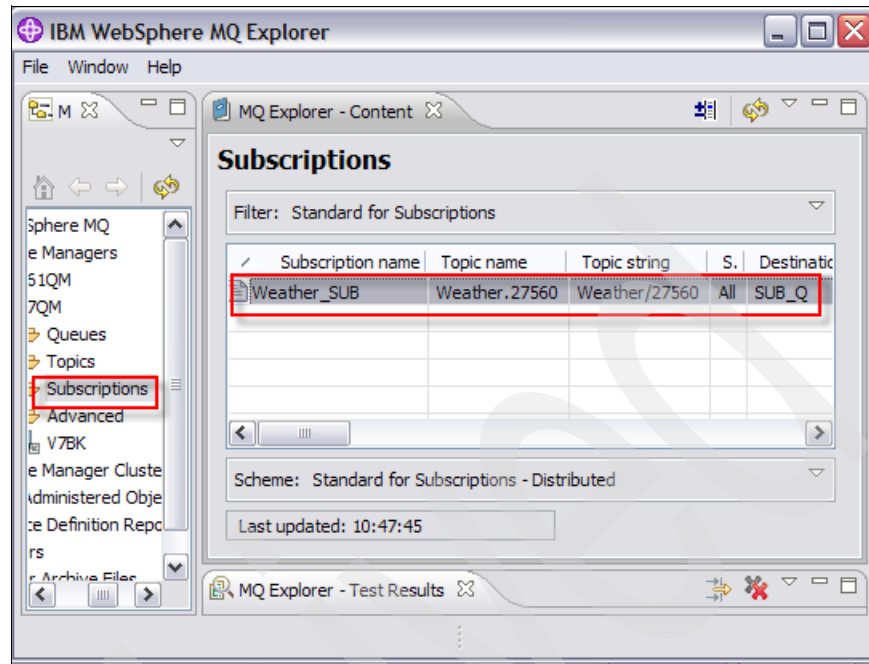 IBM WebSphere MQ Explorer
File Window Help
M
MQ Explorer - Content
Subscriptions
Filter: Standard for Subscriptions
Subscription name Topic name Topic string S. Destinatic
Weather_SUB Weather.27560 Weather/27560 All SUB_Q
Scheme: Standard for Subscriptions - Distributed
Last updated: 10:47:45
Sphere MQ
e Managers
51QM
7QM
Queues
Topics
Subscriptions
Advanced
V7BK
e Manager Cluste
Administered Obje
ce Definition Repo
rs
r Archive Files
MQ Explorer - Test Results